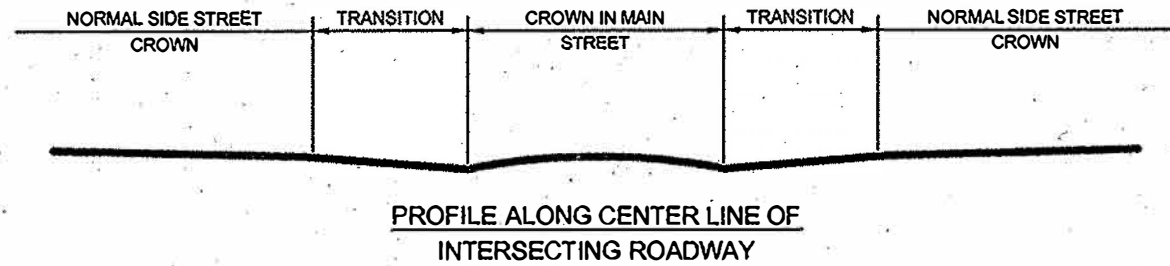 NORMAL SIDE STREET
CROWN
TRANSITION
CROWN IN MAIN
STREET
TRANSITION
NORMAL SIDE STREET
CROWN
PROFILE ALONG CENTER LINE OF
INTERSECTING ROADWAY